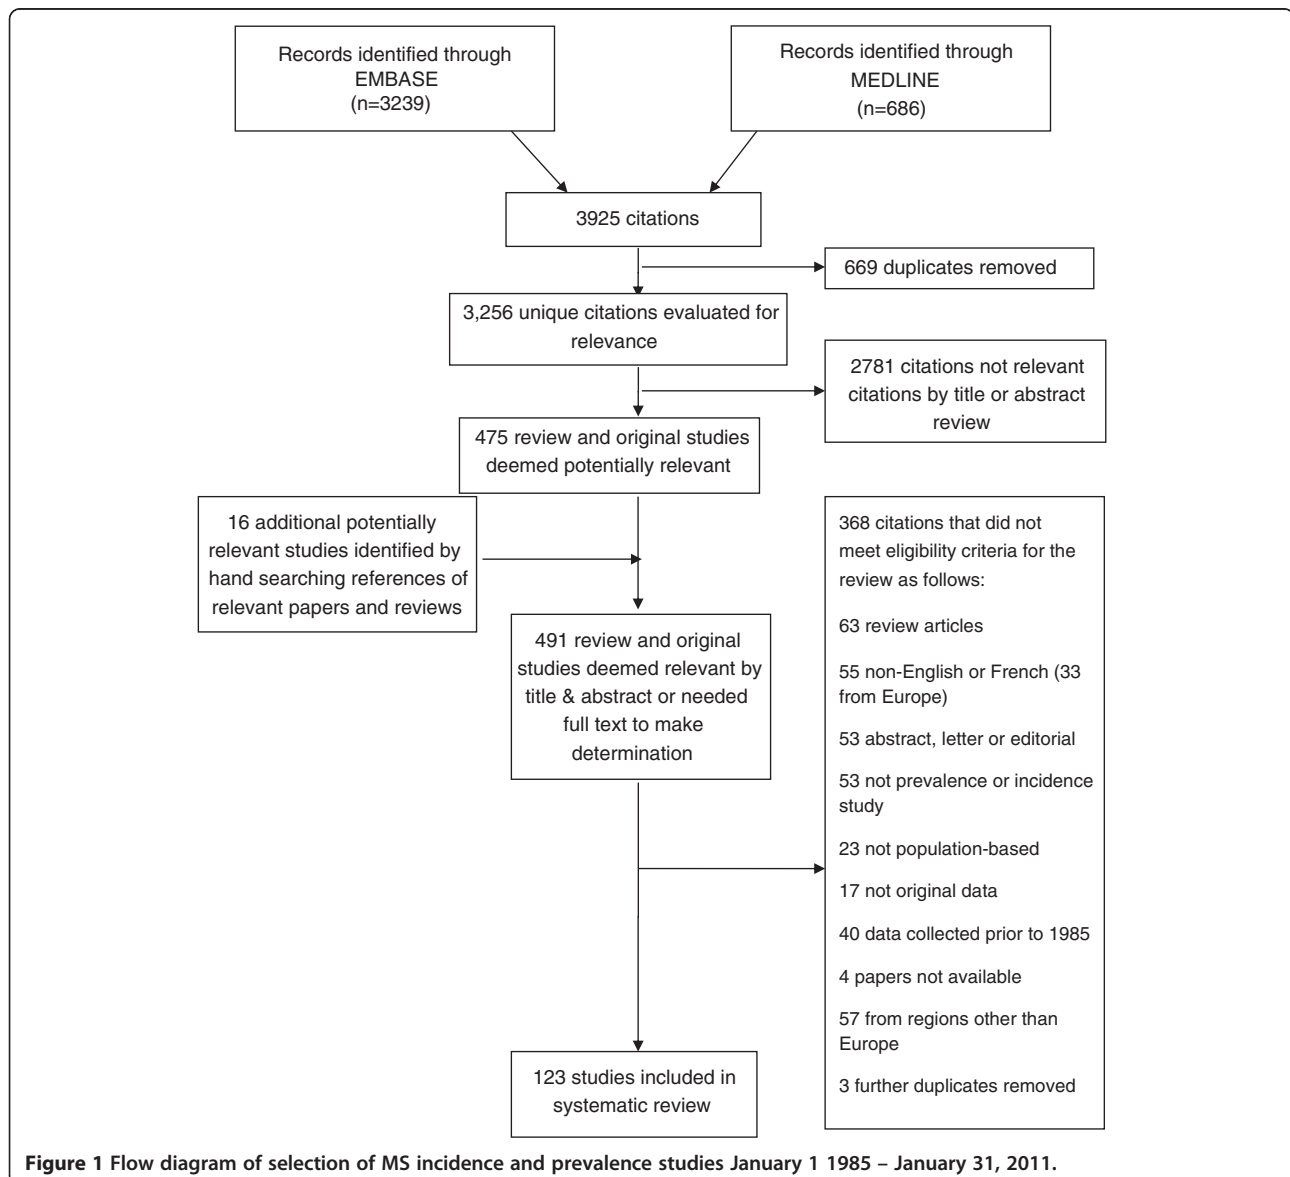 Records identified through
EMBASE
(n=3239)
Records identified through
MEDLINE
(n=686)
3925 citations
669 duplicates removed
3,256 unique citations evaluated for
relevance
2781 citations not relevant
citations by title or abstract
review
475 review and original studies
deemed potentially relevant
16 additional potentially
relevant studies identified by
hand searching references of
relevant papers and reviews
491 review and original
studies deemed relevant by
title & abstract or needed
full text to make
determination
368 citations that did not
meet eligibility criteria for the
review as follows:
63 review articles
55 non-English or French (33
from Europe)
53 abstract, letter or editorial
53 not prevalence or incidence
study
23 not population-based
17 not original data
40 data collected prior to 1985
4 papers not available
57 from regions other than
Europe
3 further duplicates removed
123 studies included in
systematic review
Figure 1 Flow diagram of selection of MS incidence and prevalence studies January 1 1985 – January 31, 2011.